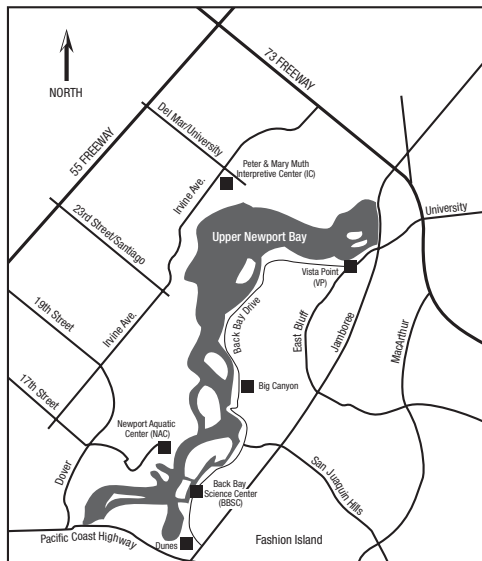 73 FREEWAY
NORTH
55 FREEWAY
Del Mar/University
Peter & Mary Muth
Interpretive Center (IC)
Irvine Ave.
University
23rd Street/Santiago
Upper Newport Bay
Vista Point
(VP)
19th Street
Irvine Ave.
Back Bay Drive
East Bluff
Jamboree
MacArthur
17th Street
Big Canyon
Newport Aquatic
Center (NAC)
Dover
San Juaquin Hills
Back Bay
Science Center
(BBSC)
Pacific Coast Highway
Dunes
Fashion Island